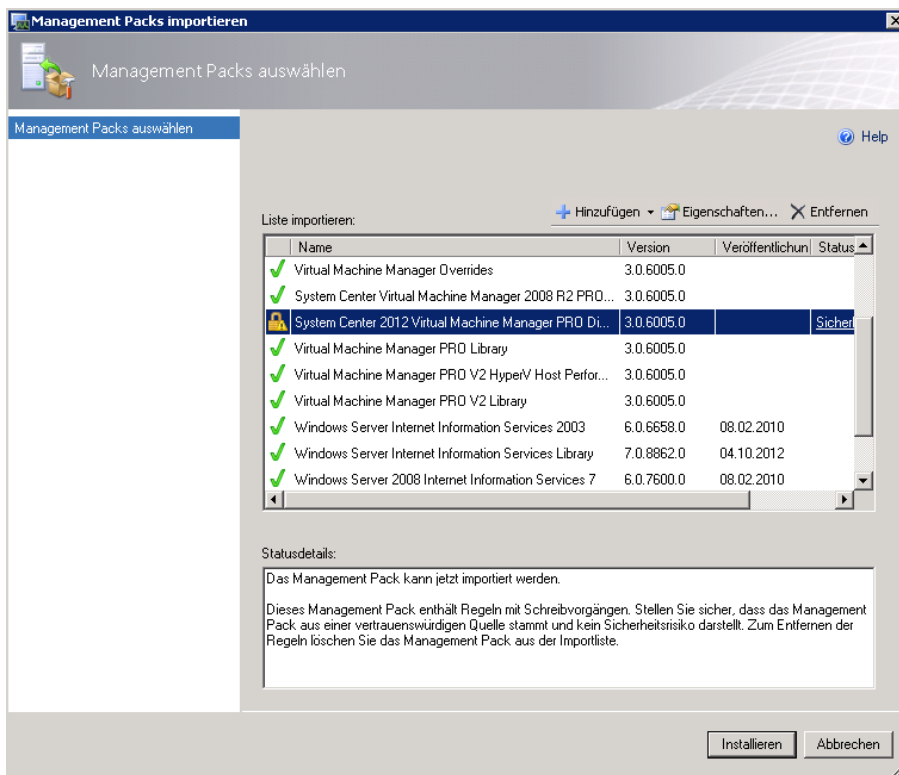 Management Packs importieren
Management Packs auswählen
Management Packs auswählen
Help
Liste importieren:
Hinzufügen Eigenschaften... Entfernen
Name Version Veröffentlichun Status
Virtual Machine Manager Overrides 3.0.6005.0
System Center Virtual Machine Manager 2008 R2 PRO... 3.0.6005.0
System Center 2012 Virtual Machine Manager PRO Di... 3.0.6005.0 Sicherl
Virtual Machine Manager PRO Library 3.0.6005.0
Virtual Machine Manager PRO V2 HyperV Host Perfor... 3.0.6005.0
Virtual Machine Manager PRO V2 Library 3.0.6005.0
Windows Server Internet Information Services 2003 6.0.6658.0 08.02.2010
Windows Server Internet Information Services Library 7.0.8862.0 04.10.2012
Windows Server 2008 Internet Information Services 7 6.0.7600.0 08.02.2010
Statusdetails:
Das Management Pack kann jetzt importiert werden.
Dieses Management Pack enthält Regeln mit Schreibvorgängen. Stellen Sie sicher, dass das Management
Pack aus einer vertrauenswürdigen Quelle stammt und kein Sicherheitsrisiko darstellt. Zum Entfernen der
Regeln löschen Sie das Management Pack aus der Importliste.
Installieren Abbrechen